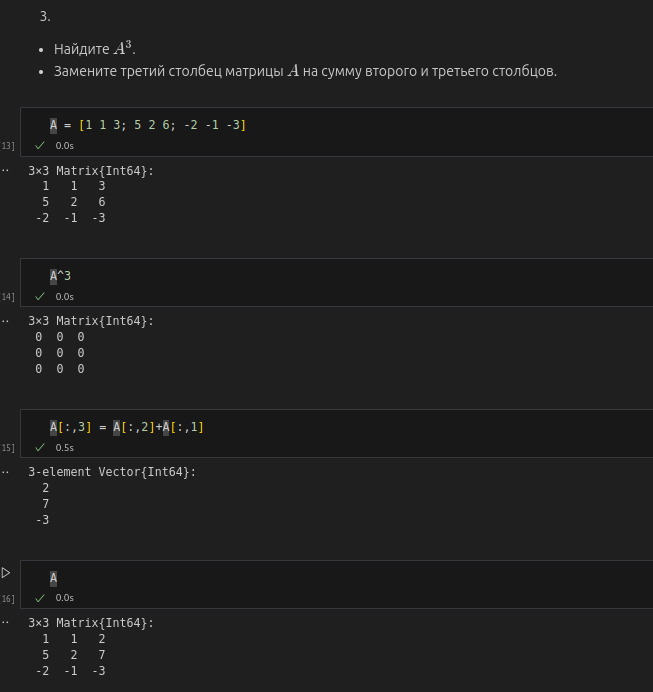 3.
• Найдите A³.
• Замените третий столбец матрицы A на сумму второго и третьего столбцов.
A = [1 1 3; 5 2 6; -2 -1 -3]
13]
✓ 0.0s
·· 3×3 Matrix{Int64}:
1 1 3
5 2 6
-2 -1 -3
A^3
14]
✓ 0.0s
·· 3×3 Matrix{Int64}:
0 0 0
0 0 0
0 0 0
A[:,3] = A[:,2]+A[:,1]
15]
✓ 0.5s
·· 3-element Vector{Int64}:
2
7
-3
A
16]
✓ 0.0s
·· 3×3 Matrix{Int64}:
1 1 2
5 2 7
-2 -1 -3